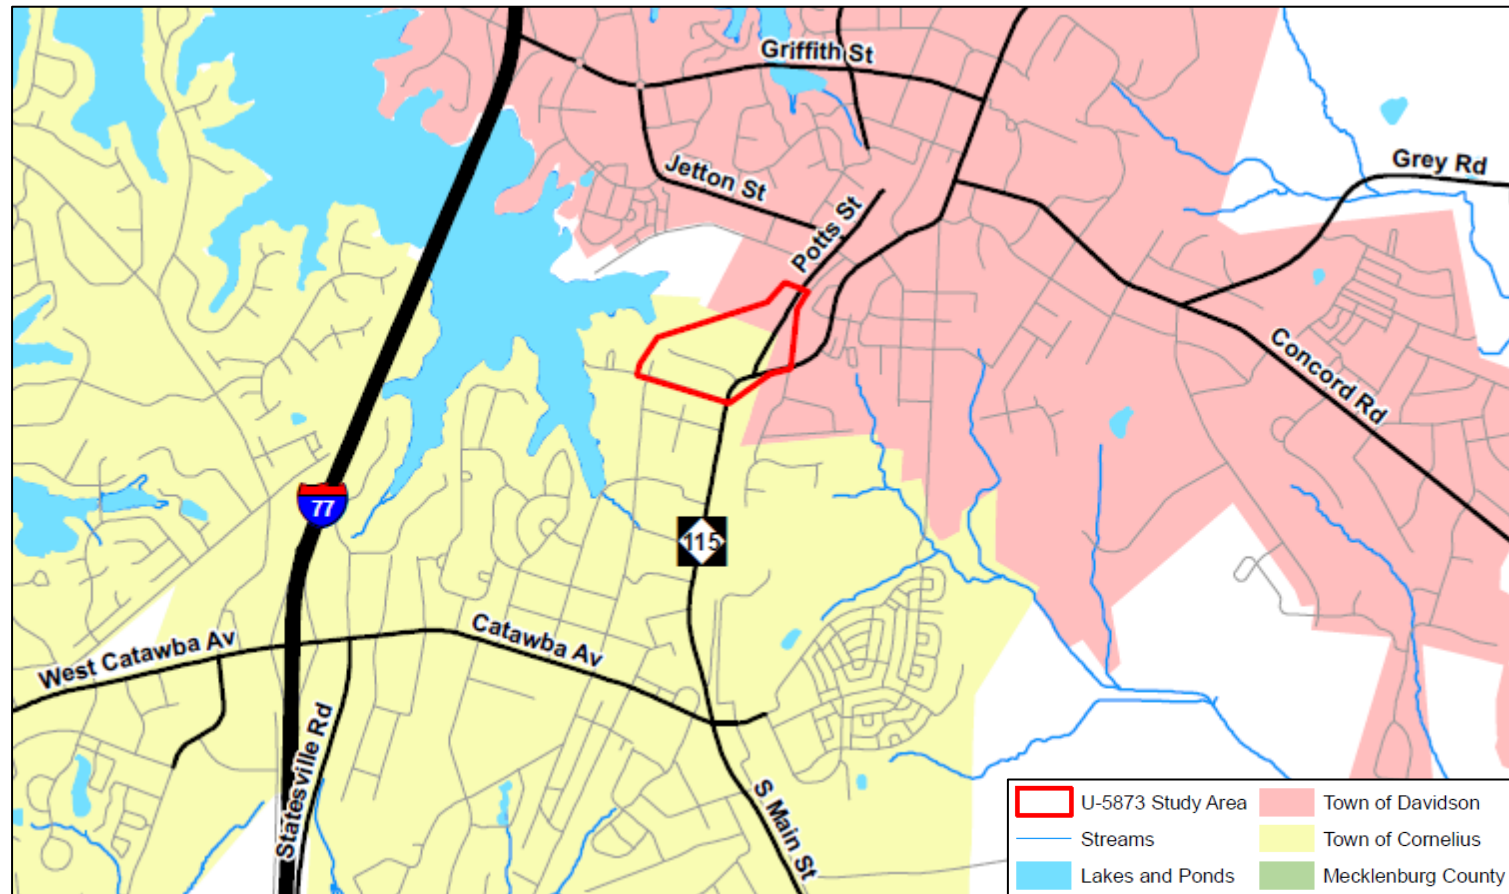 Griffith St
Grey Rd
Jetton St
Potts St
Concord Rd
77
115
Catawba Av
West Catawba Av
Statesville Rd
S Main St
U-5873 Study Area
Town of Davidson
Streams
Town of Cornelius
Lakes and Ponds
Mecklenburg County